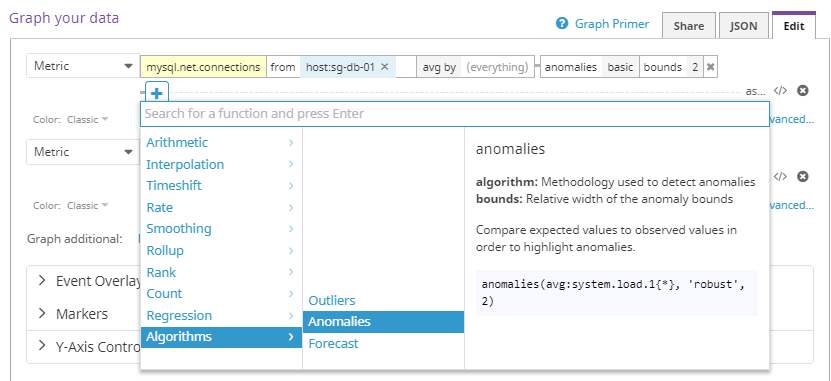 Graph your data
Graph Primer Share JSON Edit
Metric mysql.net.connections from host:sg-db-01 × avg by (everything) anomalies basic bounds 2 ×
+ as... </>
Search for a function and press Enter
Color: Classic vanced...
Metric </>
Color: Classic vanced...
Graph additional:
Event Overlay
Markers
Y-Axis Contro
Arithmetic
Interpolation
Timeshift
Rate
Smoothing
Rollup
Rank
Count
Regression
Algorithms
Outliers
Anomalies
Forecast
anomalies
algorithm: Methodology used to detect anomalies
bounds: Relative width of the anomaly bounds
Compare expected values to observed values in
order to highlight anomalies.
anomalies(avg:system.load.1{*}, 'robust',
2)